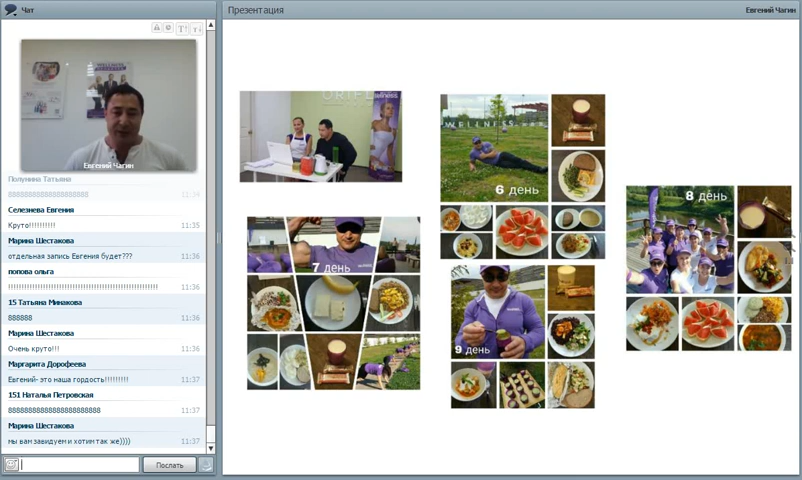 Чат
Евгений Чагин
Полунина Татьяна
888888888888888888888 11:34
Селезнева Евгения
Круто!!!!!!!!!! 11:35
Марина Шестакова
отдельная запись Евгения будет??? 11:36
попова ольга
11:36
15 Татьяна Минакова
888888 11:36
Марина Шестакова
Очень круто!!! 11:36
Маргарита Дорофеева
Евгений- это наша гордость!!!!!!!!! 11:37
151 Наталья Петровская
11:37
Марина Шестакова
мы вам завидуем и хотим так же)))) 11:37
Послать
Презентация
Евгений Чагин
WELLNESS
6 день
7 день
8 день
9 день